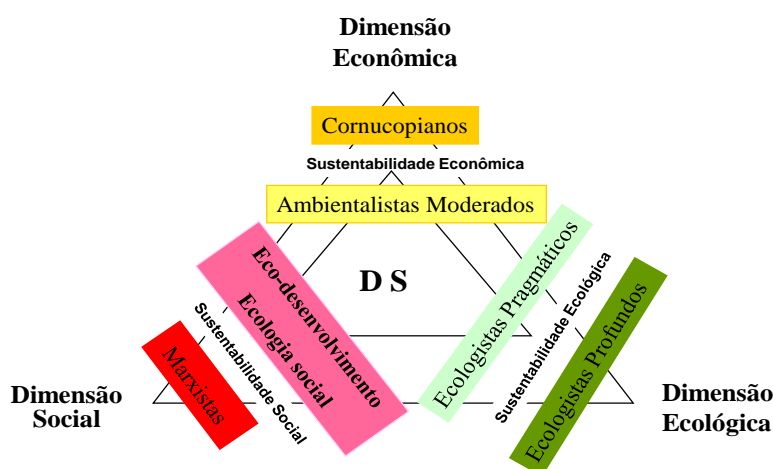 Dimensão
Econômica
Cornucopianos
Sustentabilidade Econômica
Ambientalistas Moderados
D S
Eco-desenvolvimento
Ecologia social
Sustentabilidade Social
Marxistas
Ecologistas Pragmáticos
Sustentabilidade Ecológica
Ecologistas Profundos
Dimensão
Social
Dimensão
Ecológica